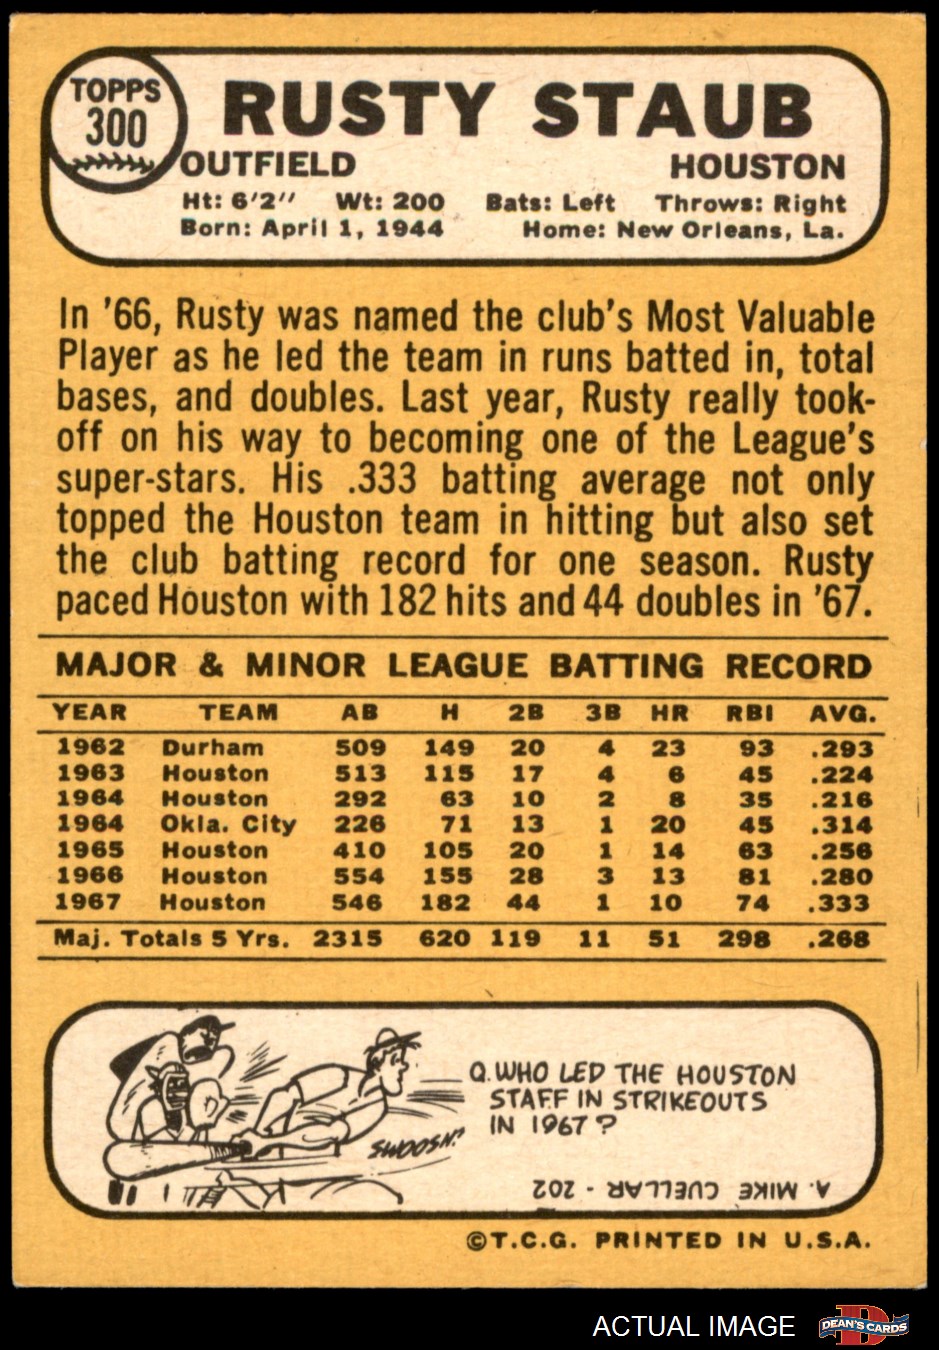 TOPPS
300
RUSTY STAUB
OUTFIELD HOUSTON
Ht: 6'2" Wt: 200 Bats: Left Throws: Right
Born: April 1, 1944 Home: New Orleans, La.
In '66, Rusty was named the club's Most Valuable
Player as he led the team in runs batted in, total
bases, and doubles. Last year, Rusty really took-
off on his way to becoming one of the League's
super-stars. His .333 batting average not only
topped the Houston team in hitting but also set
the club batting record for one season. Rusty
paced Houston with 182 hits and 44 doubles in '67.
MAJOR & MINOR LEAGUE BATTING RECORD
YEAR TEAM AB H 2B 3B HR RBI AVG.
1962 Durham 509 149 20 4 23 93 .293
1963 Houston 513 115 17 4 6 45 .224
1964 Houston 292 63 10 2 8 35 .216
1964 Okla. City 226 71 13 1 20 45 .314
1965 Houston 410 105 20 1 14 63 .256
1966 Houston 554 155 28 3 13 81 .280
1967 Houston 546 182 44 1 10 74 .333
Maj. Totals 5 Yrs. 2315 620 119 11 51 298 .268
Q. WHO LED THE HOUSTON
STAFF IN STRIKEOUTS
IN 1967?
SWOOSH!!
A. MIKE CUELLAR - 202
©T.C.G. PRINTED IN U.S.A.
ACTUAL IMAGE
DEAN'S CARDS